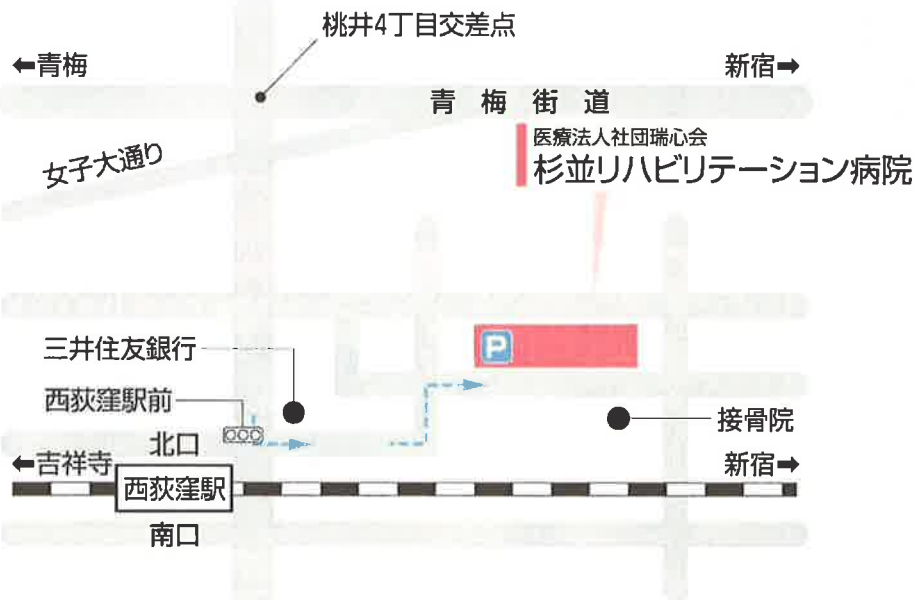 桃井4丁目交差点
←青梅
新宿→
青梅街道
医療法人社団瑞心会
杉並リハビリテーション病院
女子大通り
三井住友銀行
P
西荻窪駅前
接骨院
北口
←吉祥寺
新宿→
西荻窪駅
南口